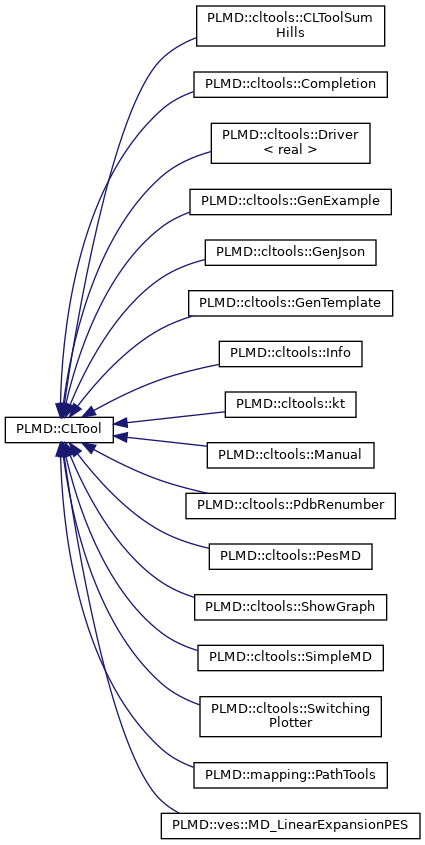 PLMD::cltools::CLToolSum
Hills
PLMD::cltools::Completion
PLMD::cltools::Driver
< real >
PLMD::cltools::GenExample
PLMD::cltools::GenJson
PLMD::cltools::GenTemplate
PLMD::cltools::Info
PLMD::cltools::kt
PLMD::CLTool
PLMD::cltools::Manual
PLMD::cltools::PdbRenumber
PLMD::cltools::PesMD
PLMD::cltools::ShowGraph
PLMD::cltools::SimpleMD
PLMD::cltools::Switching
Plotter
PLMD::mapping::PathTools
PLMD::ves::MD_LinearExpansionPES